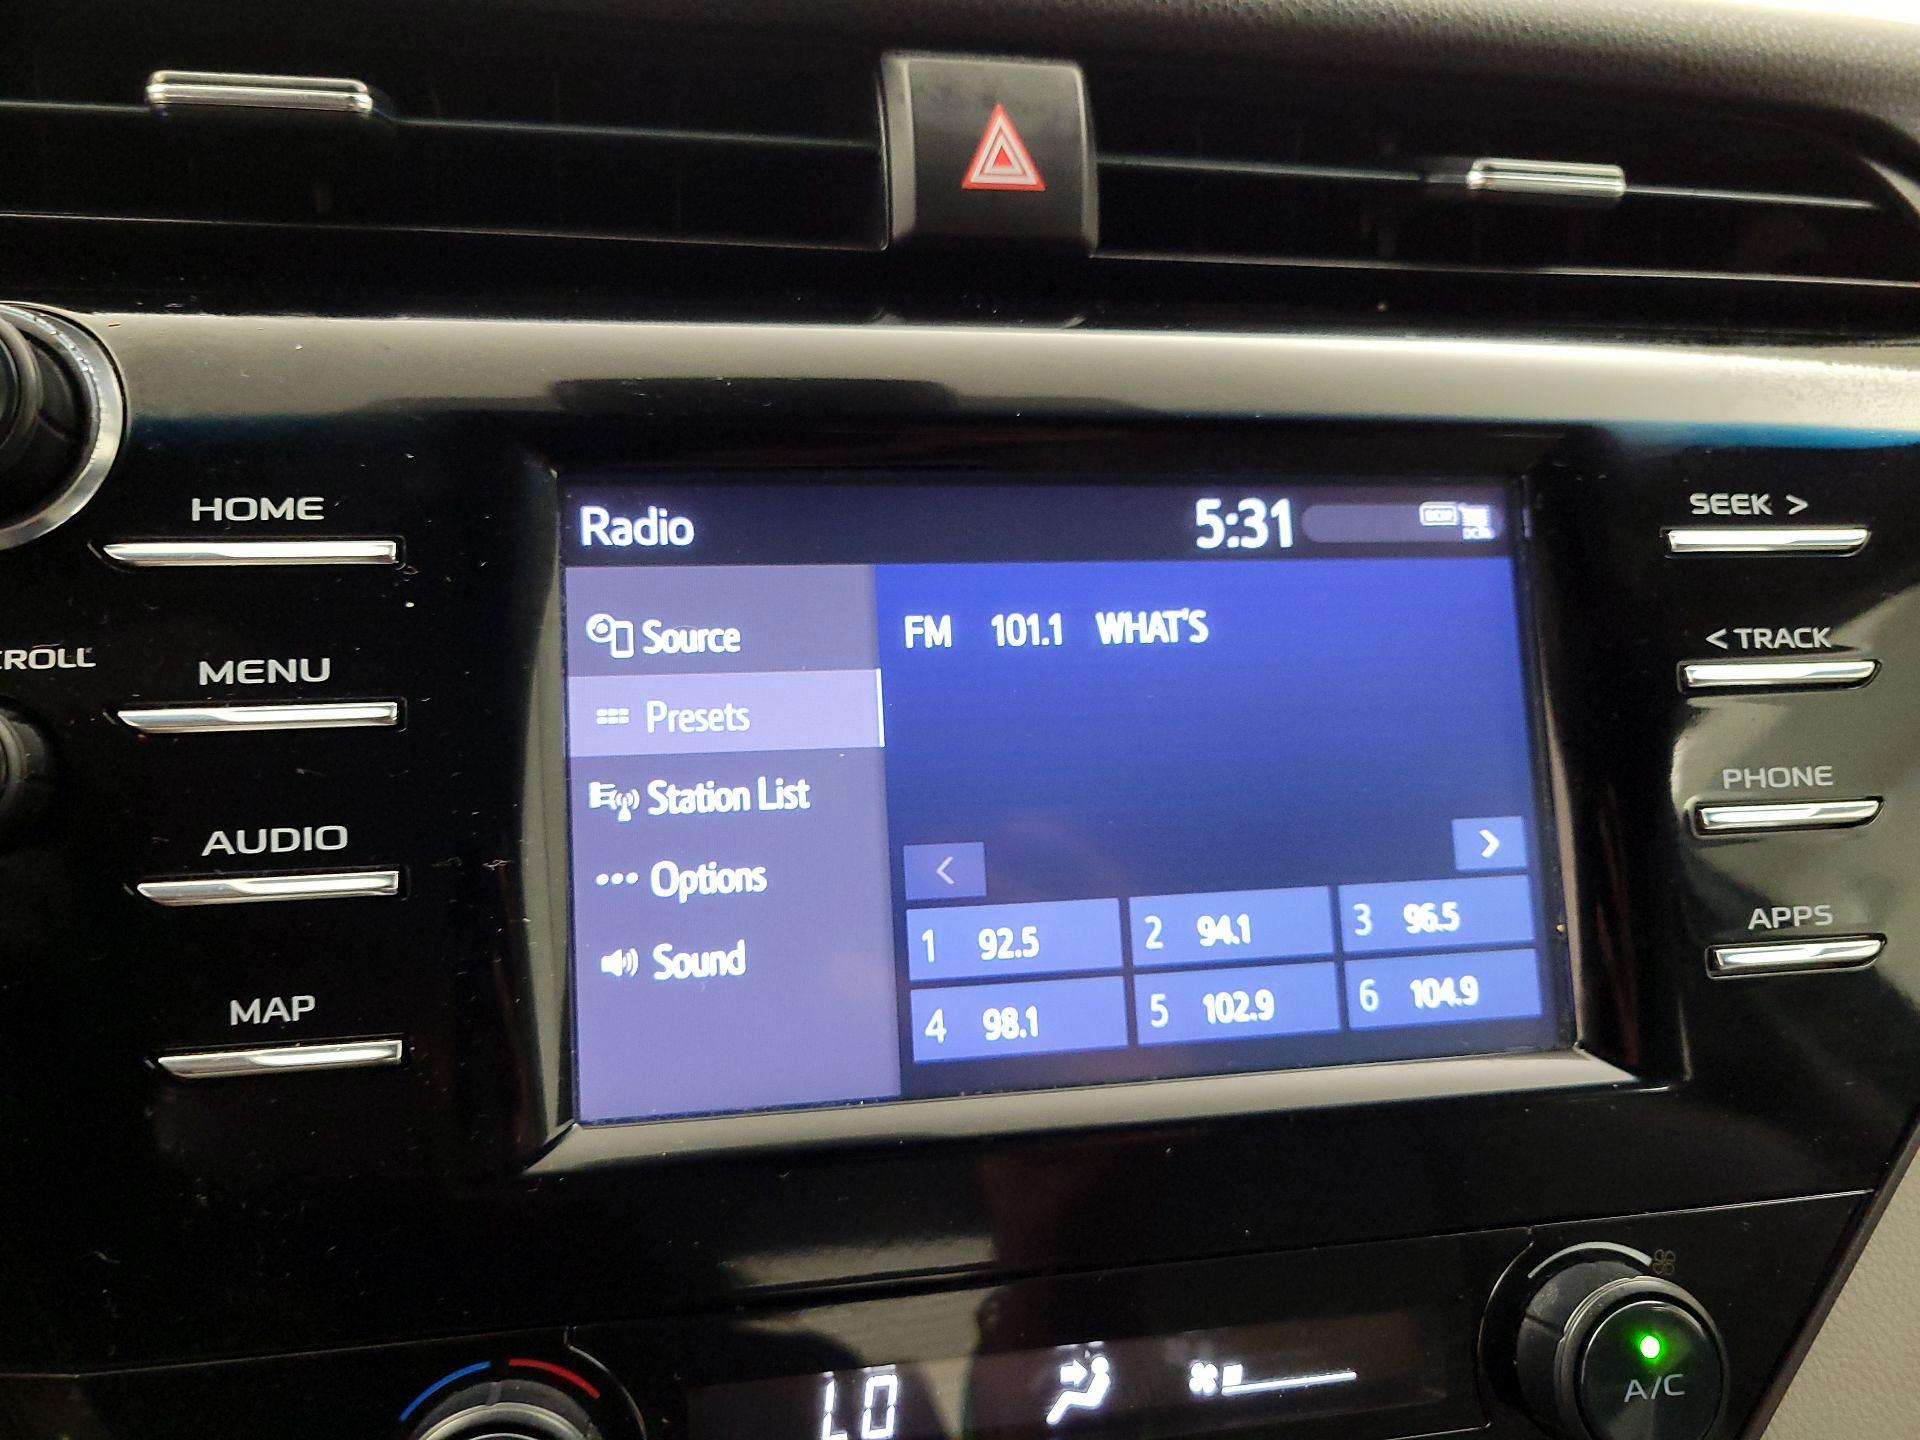 HOME
MENU
AUDIO
MAP
Radio 5:31
Source
Presets
Station List
Options
Sound
FM 101.1 WHAT'S
< >
1 92.5 2 94.1 3 96.5
4 98.1 5 102.9 6 104.9
SEEK >
< TRACK
PHONE
APPS
LO
A/C